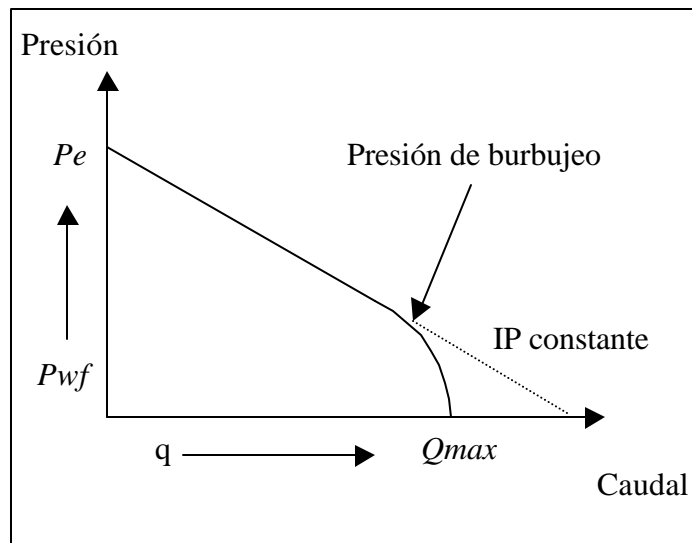 Presión
Pe
Presión de burbujeo
IP constante
Pwf
q
Qmax
Caudal